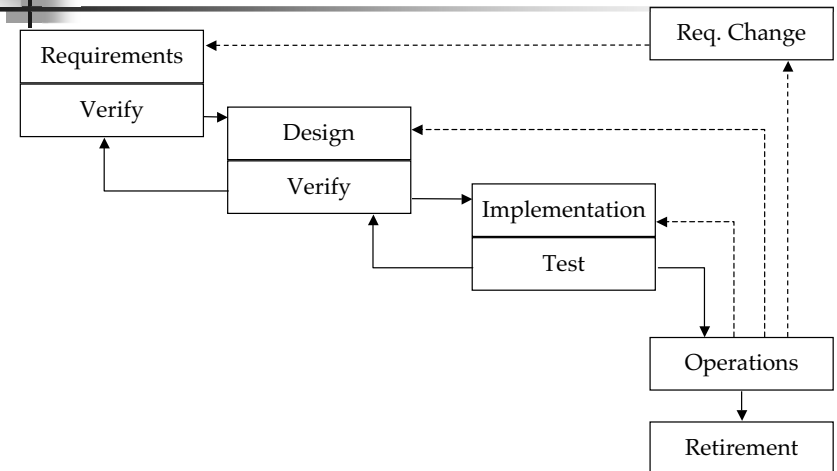 Req. Change
Requirements
Verify
Design
Verify
Implementation
Test
Operations
Retirement